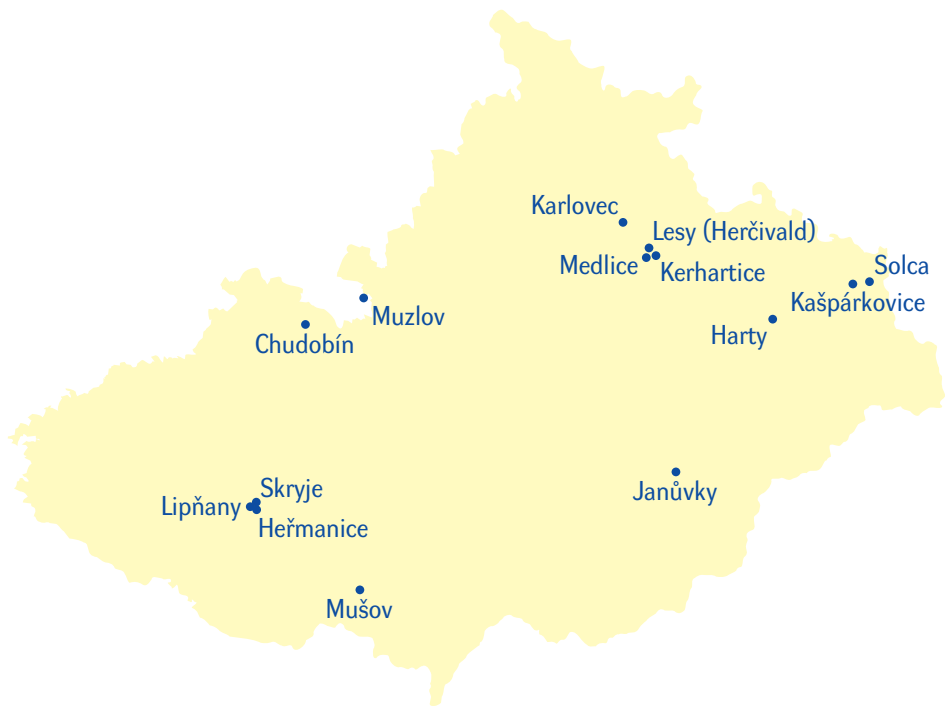 Karlovec
Lesy (Herčivald)
Medlice
Kerhartice
Solca
Kašpárkovice
Muzlov
Harty
Chudobín
Janůvky
Skryje
Lipňany
Heřmanice
Mušov